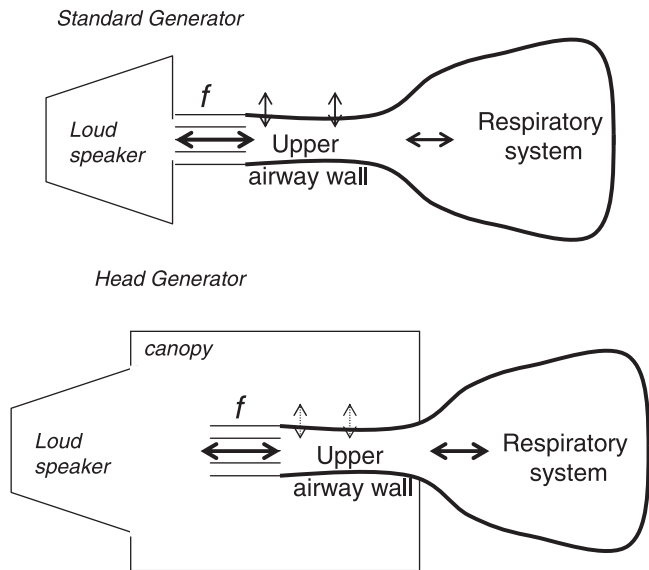 Standard Generator
f
Loud
speaker
Upper
airway wall
Respiratory
system
Head Generator
canopy
f
Loud
speaker
Upper
airway wall
Respiratory
system